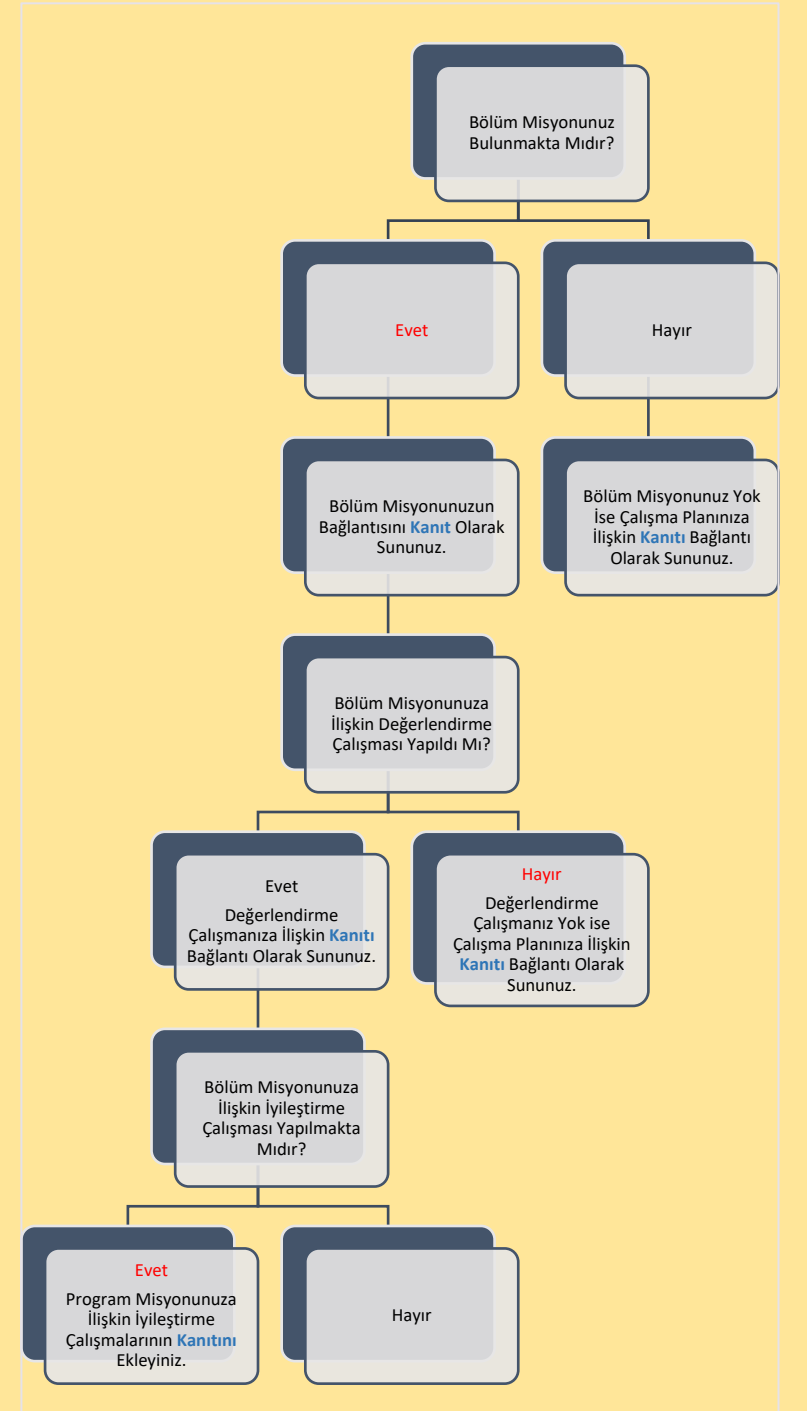 Bölüm Misyonunuz
Bulunmakta Mıdır?
Evet
Hayır
Bölüm Misyonunuzun
Bağlantısını Kanıt Olarak
Sununuz.
Bölüm Misyonunuz Yok
İse Çalışma Planınıza
İlişkin Kanıtı Bağlantı
Olarak Sununuz.
Bölüm Misyonunuza
İlişkin Değerlendirme
Çalışması Yapıldı Mı?
Evet
Değerlendirme
Çalışmanıza İlişkin Kanıtı
Bağlantı Olarak Sununuz.
Hayır
Değerlendirme
Çalışmanız Yok ise
Çalışma Planınıza İlişkin
Kanıtı Bağlantı Olarak
Sununuz.
Bölüm Misyonunuza
İlişkin İyileştirme
Çalışması Yapılmakta
Mıdır?
Evet
Program Misyonunuza
İlişkin İyileştirme
Çalışmalarının Kanıtını
Ekleyiniz.
Hayır